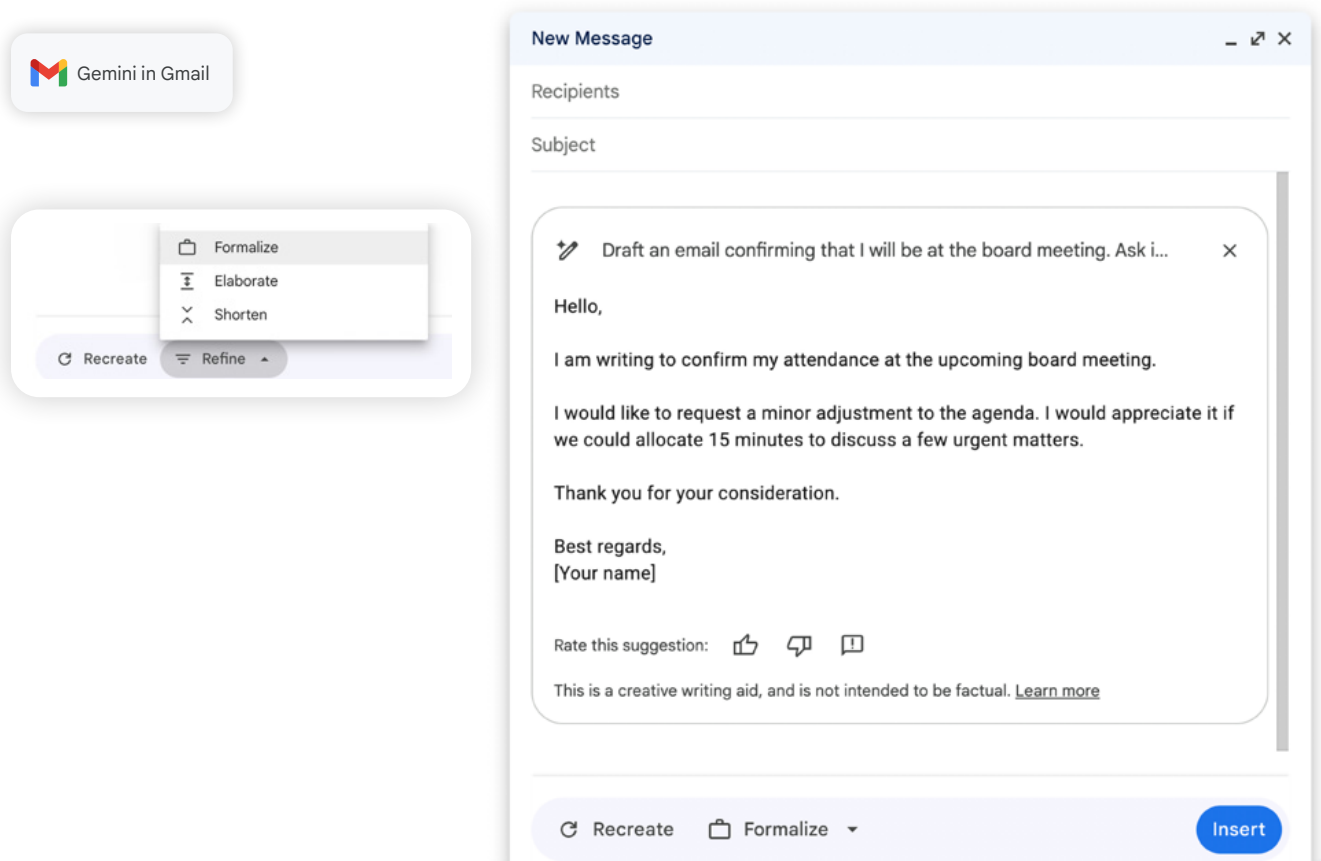 Gemini in Gmail
Formalize
Elaborate
Shorten
Recreate
Refine
New Message
Recipients
Subject
Draft an email confirming that I will be at the board meeting. Ask i...
Hello,
I am writing to confirm my attendance at the upcoming board meeting.
I would like to request a minor adjustment to the agenda. I would appreciate it if
we could allocate 15 minutes to discuss a few urgent matters.
Thank you for your consideration.
Best regards,
[Your name]
Rate this suggestion:
This is a creative writing aid, and is not intended to be factual. Learn more
Recreate
Formalize
Insert